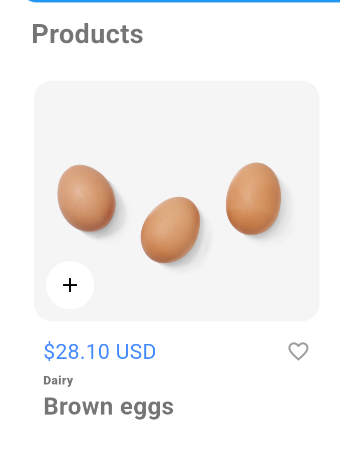 Products
$28.10 USD
Dairy
Brown eggs